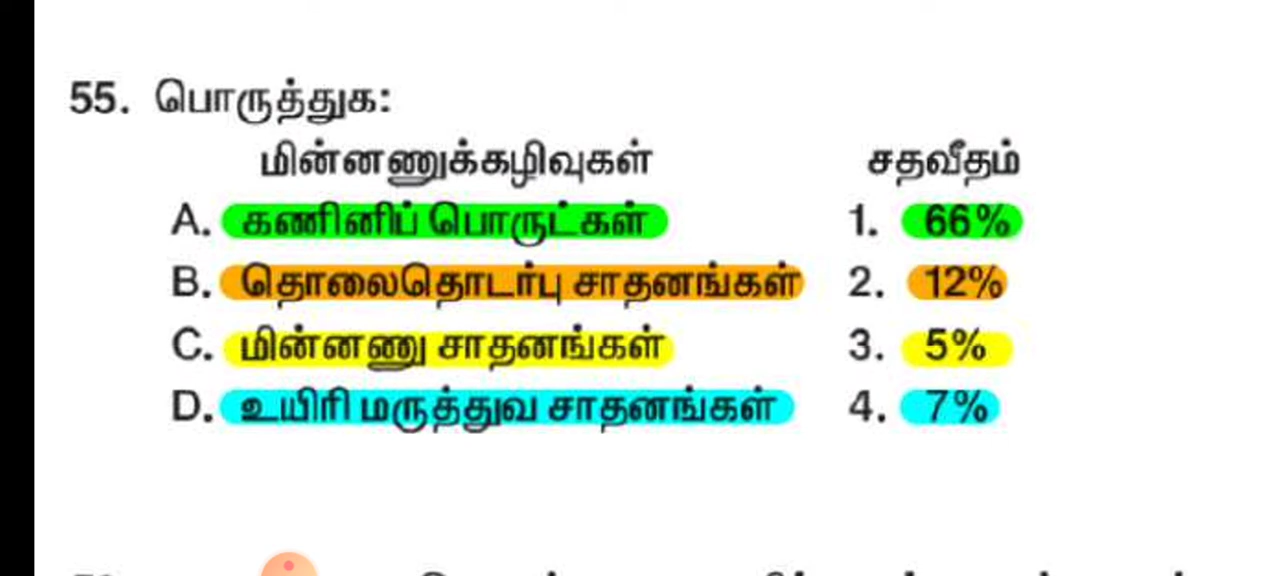 55. பொருத்துக:
மின்னணுக்கழிவுகள் சதவீதம்
A. கணினிப் பொருட்கள் 1. 66%
B. தொலைதொடர்பு சாதனங்கள் 2. 12%
C. மின்னணு சாதனங்கள் 3. 5%
D. உயிரி மருத்துவ சாதனங்கள் 4. 7%